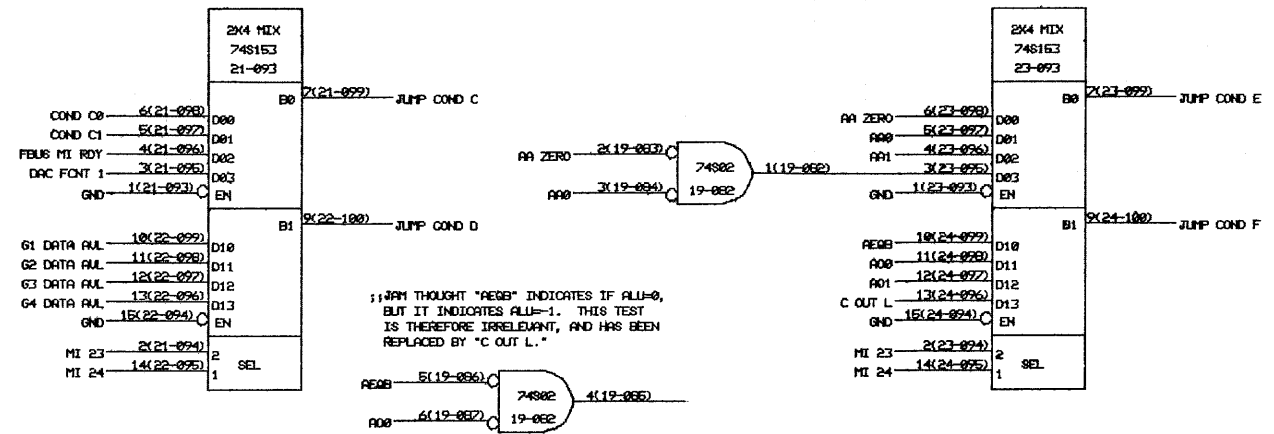 2X4 MIX
74S153
21-093
B0 7(21-099) JUMP COND C
COND C0 6(21-098) D00
COND C1 5(21-097) D01
FBUS MI RDY 4(21-096) D02
DAC FCNT 1 3(21-095) D03
GND 1(21-093) EN
B1 9(22-100) JUMP COND D
G1 DATA AVL 10(22-099) D10
G2 DATA AVL 11(22-098) D11
G3 DATA AVL 12(22-097) D12
G4 DATA AVL 13(22-096) D13
GND 15(22-094) EN
MI 23 2(21-094) 2
SEL
MI 24 14(22-095) 1
AA ZERO 2(19-083)
74S02 1(19-082)
AA0 3(19-084) 19-082
;;JAM THOUGHT "AEQB" INDICATES IF ALU=0,
BUT IT INDICATES ALU=-1. THIS TEST
IS THEREFORE IRRELEVANT, AND HAS BEEN
REPLACED BY "C OUT L."
AEQB 5(19-086)
74S02 4(19-085)
AO0 6(19-087) 19-082
2X4 MIX
74S153
23-093
B0 7(23-099) JUMP COND E
AA ZERO 6(23-098) D00
AA0 5(23-097) D01
AA1 4(23-096) D02
3(23-095) D03
GND 1(23-093) EN
B1 9(24-100) JUMP COND F
AEQB 10(24-099) D10
AO0 11(24-098) D11
AO1 12(24-097) D12
C OUT L 13(24-096) D13
GND 15(24-094) EN
MI 23 2(23-094) 2
SEL
MI 24 14(24-095) 1